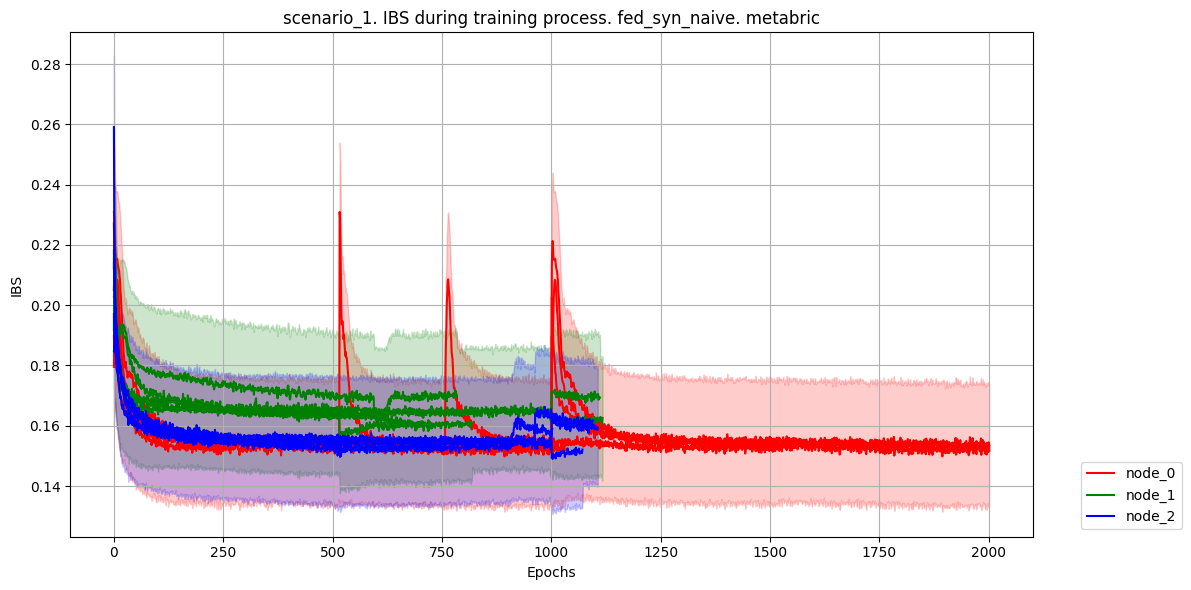 scenario_1. IBS during training process. fed_syn_naive. metabric
0.28
0.26
0.24
0.22
0.20
0.18
0.16
0.14
IBS
0 250 500 750 1000 1250 1500 1750 2000
Epochs
node_0
node_1
node_2